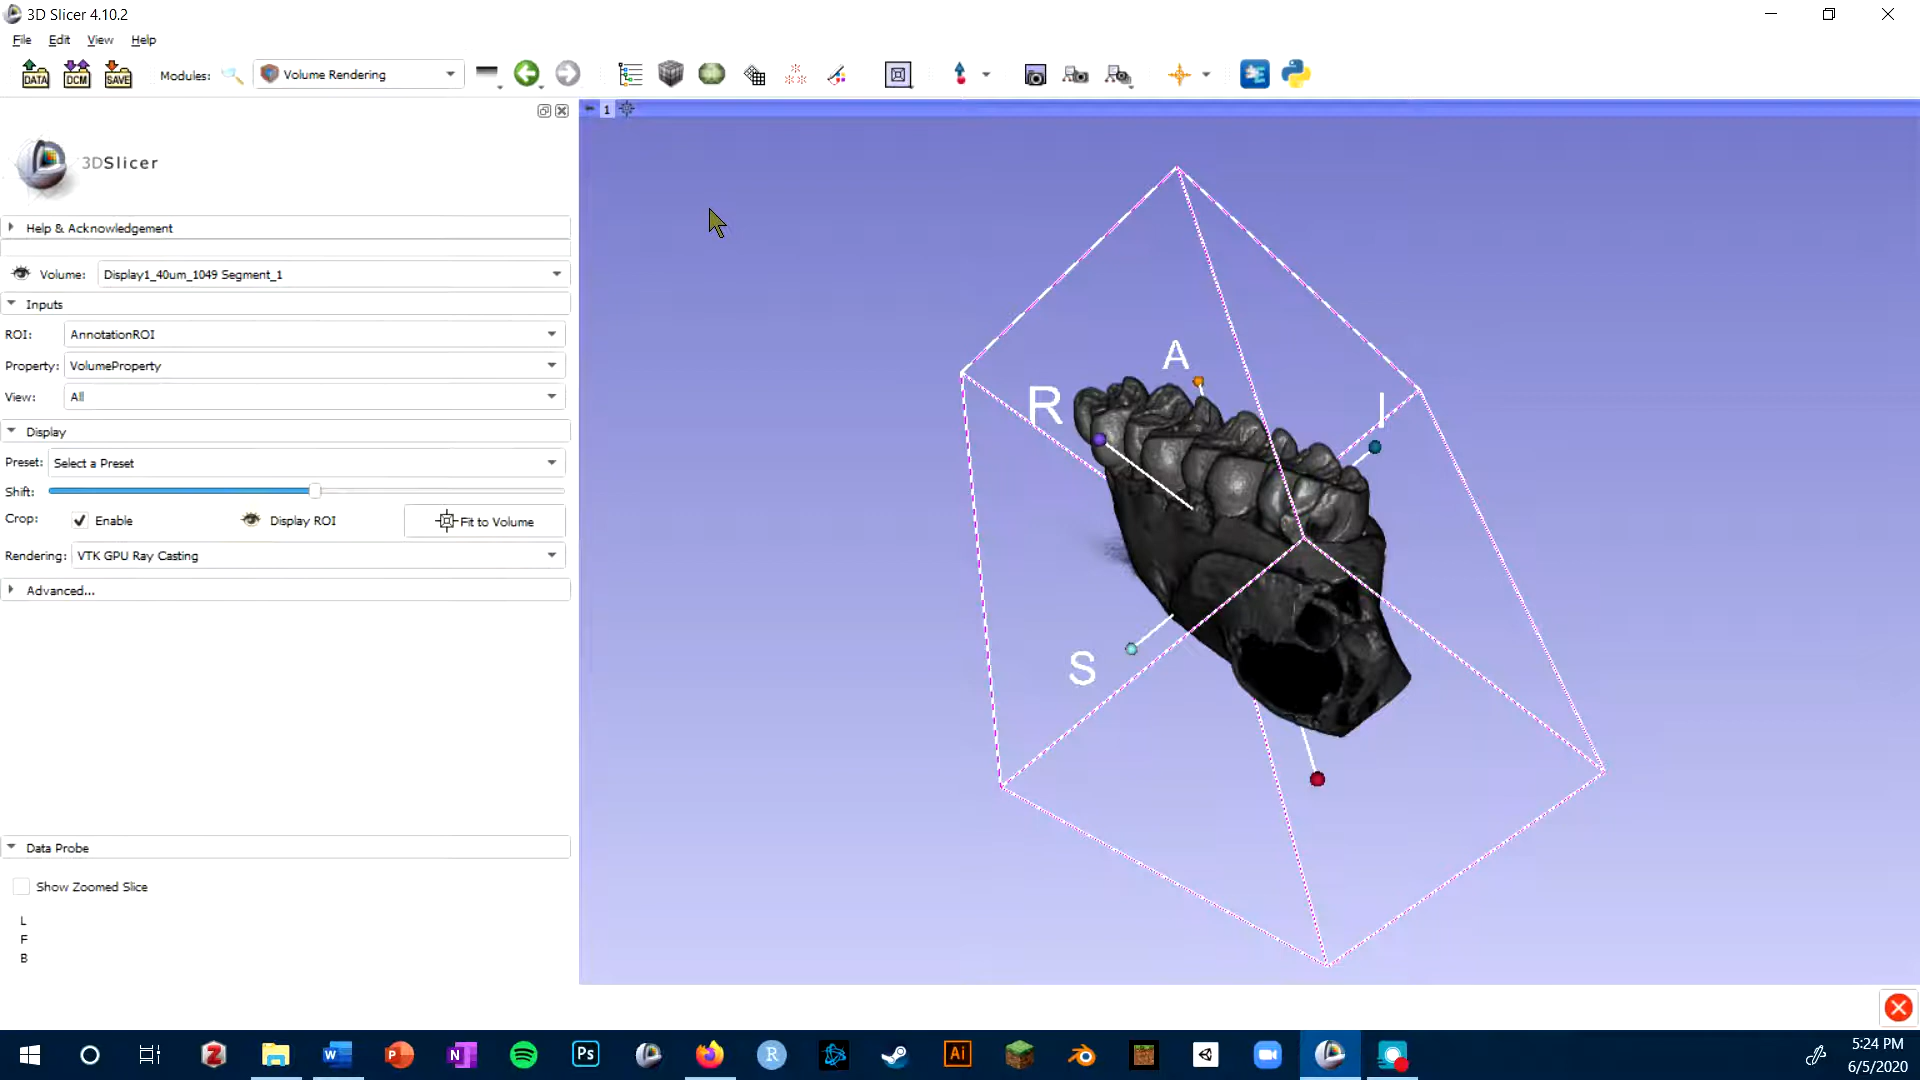 3D Slicer 4.10.2
File Edit View Help
DATA DCM SAVE Modules: Volume Rendering
1
3DSlicer
Help & Acknowledgement
Volume: Display1_40um_1049 Segment_1
Inputs
ROI: AnnotationROI
Property: VolumeProperty
View: All
Display
Preset: Select a Preset
Shift:
Crop: Enable Display ROI Fit to Volume
Rendering: VTK GPU Ray Casting
Advanced...
A
R
I
S
Data Probe
Show Zoomed Slice
L
F
B
Z W P N Ps R Ai
5:24 PM
6/5/2020